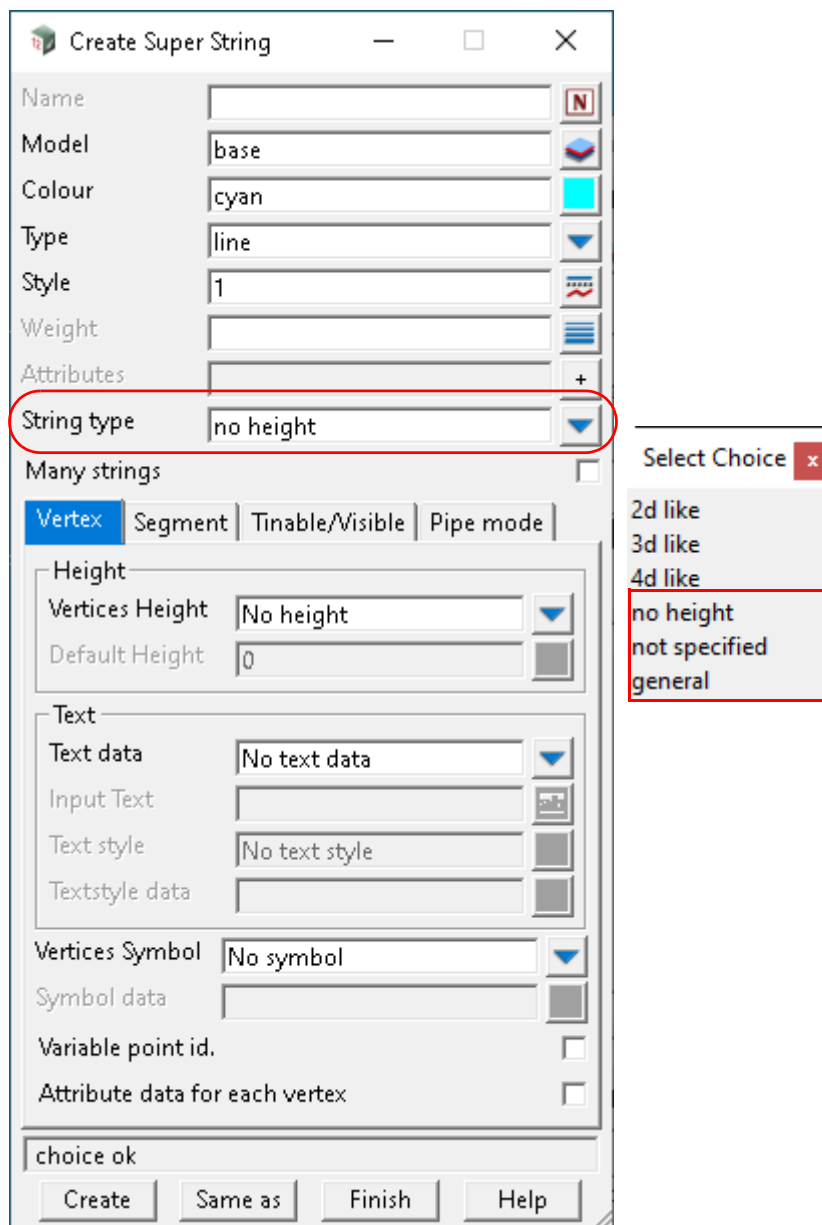 Create Super String
Name
N
Model base
Colour cyan
Type line
Style 1
Weight
Attributes +
String type no height
Many strings
Vertex Segment Tinable/Visible Pipe mode
Height
Vertices Height No height
Default Height 0
Text
Text data No text data
Input Text
Text style No text style
Textstyle data
Vertices Symbol No symbol
Symbol data
Variable point id.
Attribute data for each vertex
choice ok
Create Same as Finish Help
Select Choice x
2d like
3d like
4d like
no height
not specified
general